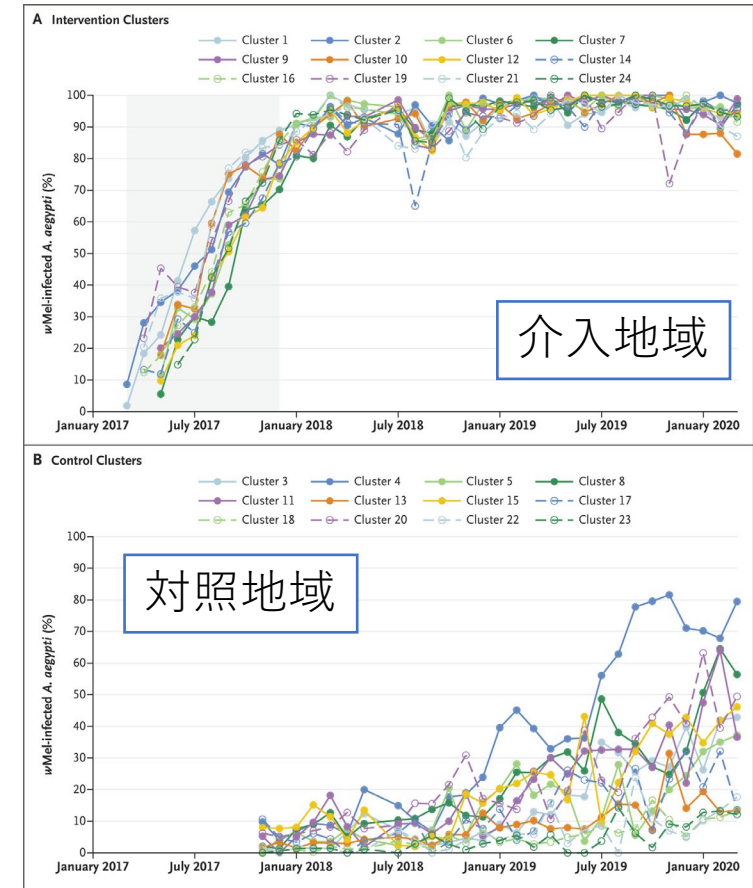 A Intervention Clusters
Cluster 1 Cluster 2 Cluster 6 Cluster 7
Cluster 9 Cluster 10 Cluster 12 Cluster 14
Cluster 16 Cluster 19 Cluster 21 Cluster 24
wMel-infected A. aegypti (%)
100
90
80
70
60
50
40
30
20
10
0
介入地域
January 2017 July 2017 January 2018 July 2018 January 2019 July 2019 January 2020
B Control Clusters
Cluster 3 Cluster 4 Cluster 5 Cluster 8
Cluster 11 Cluster 13 Cluster 15 Cluster 17
Cluster 18 Cluster 20 Cluster 22 Cluster 23
wMel-infected A. aegypti (%)
100
90
80
70
60
50
40
30
20
10
0
対照地域
January 2017 July 2017 January 2018 July 2018 January 2019 July 2019 January 2020